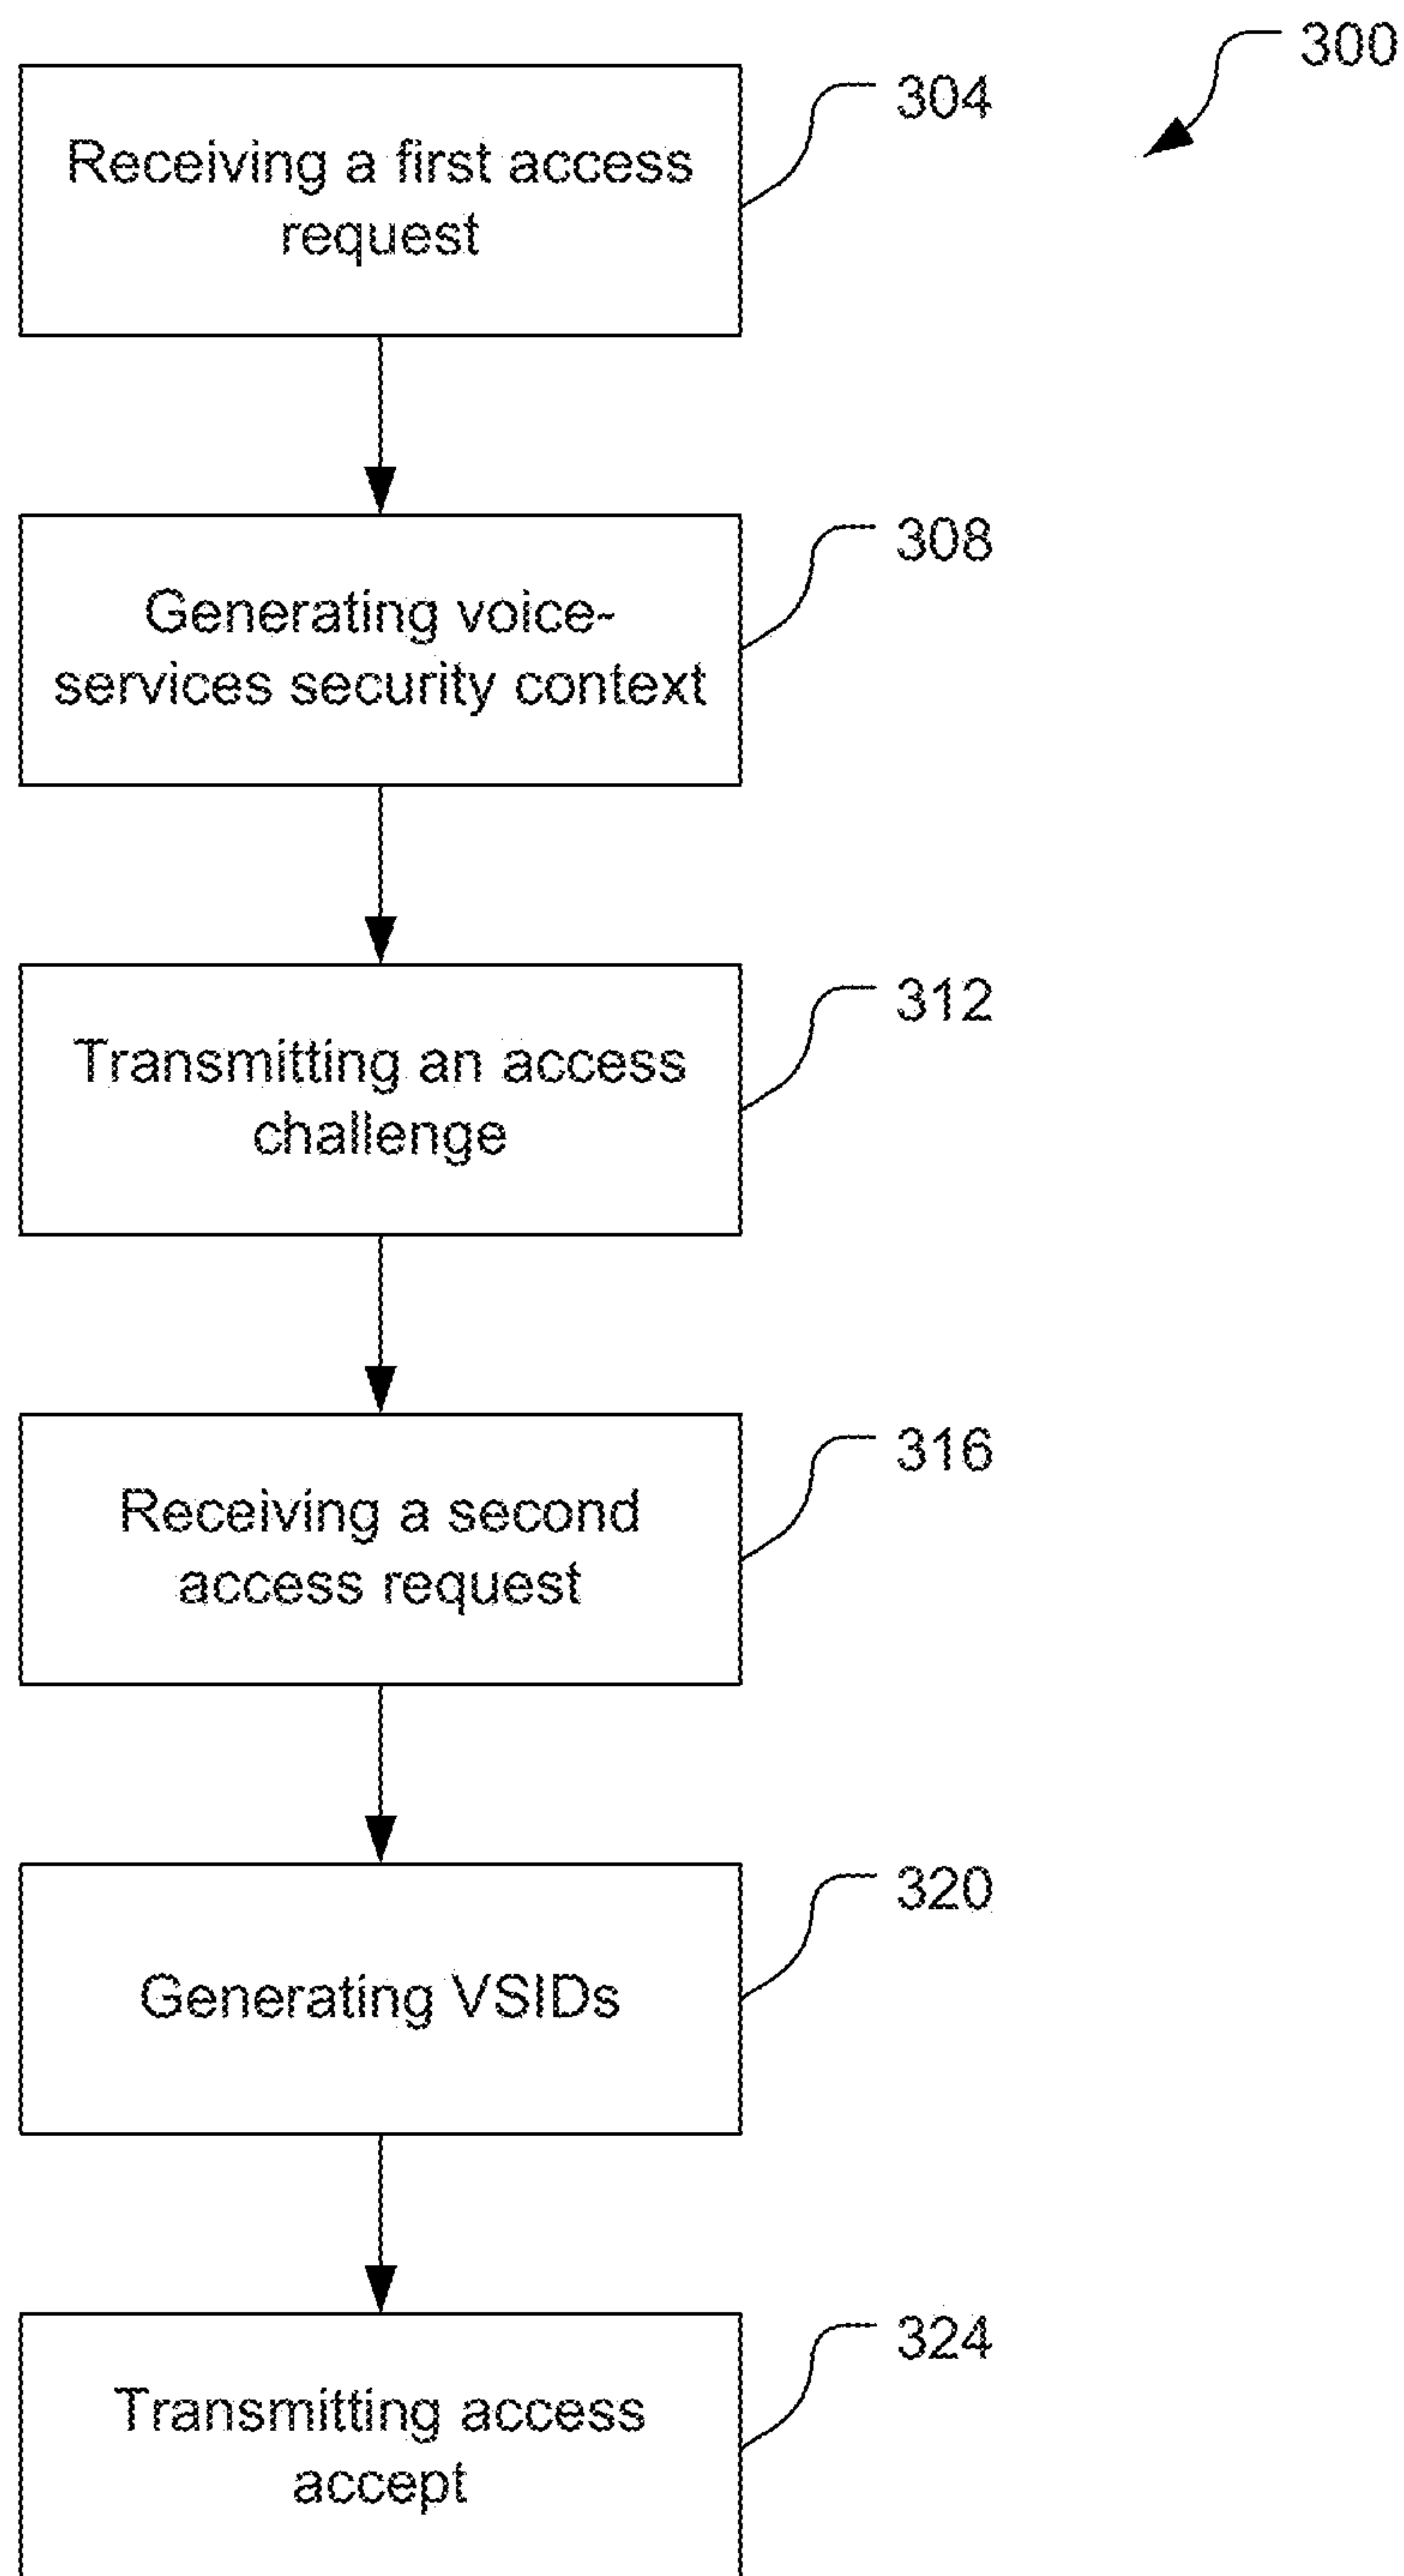 300
304
Receiving a first access
request
308
Generating voice-
services security context
312
Transmitting an access
challenge
316
Receiving a second
access request
320
Generating VSIDs
324
Transmitting access
accept